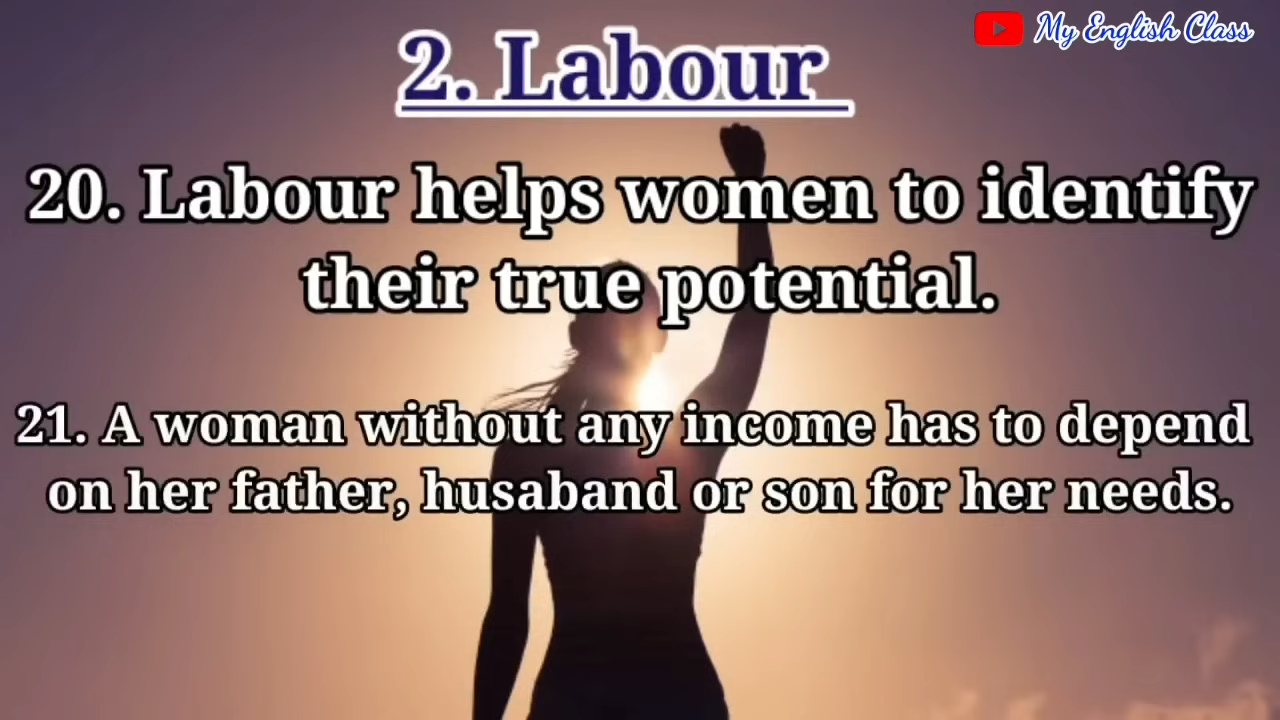 My English Class
2. Labour
20. Labour helps women to identify
their true potential.
21. A woman without any income has to depend
on her father, husaband or son for her needs.